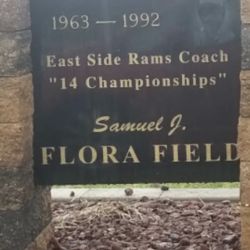 1963 — 1992
East Side Rams Coach
"14 Championships"
Samuel J.
FLORA FIELD